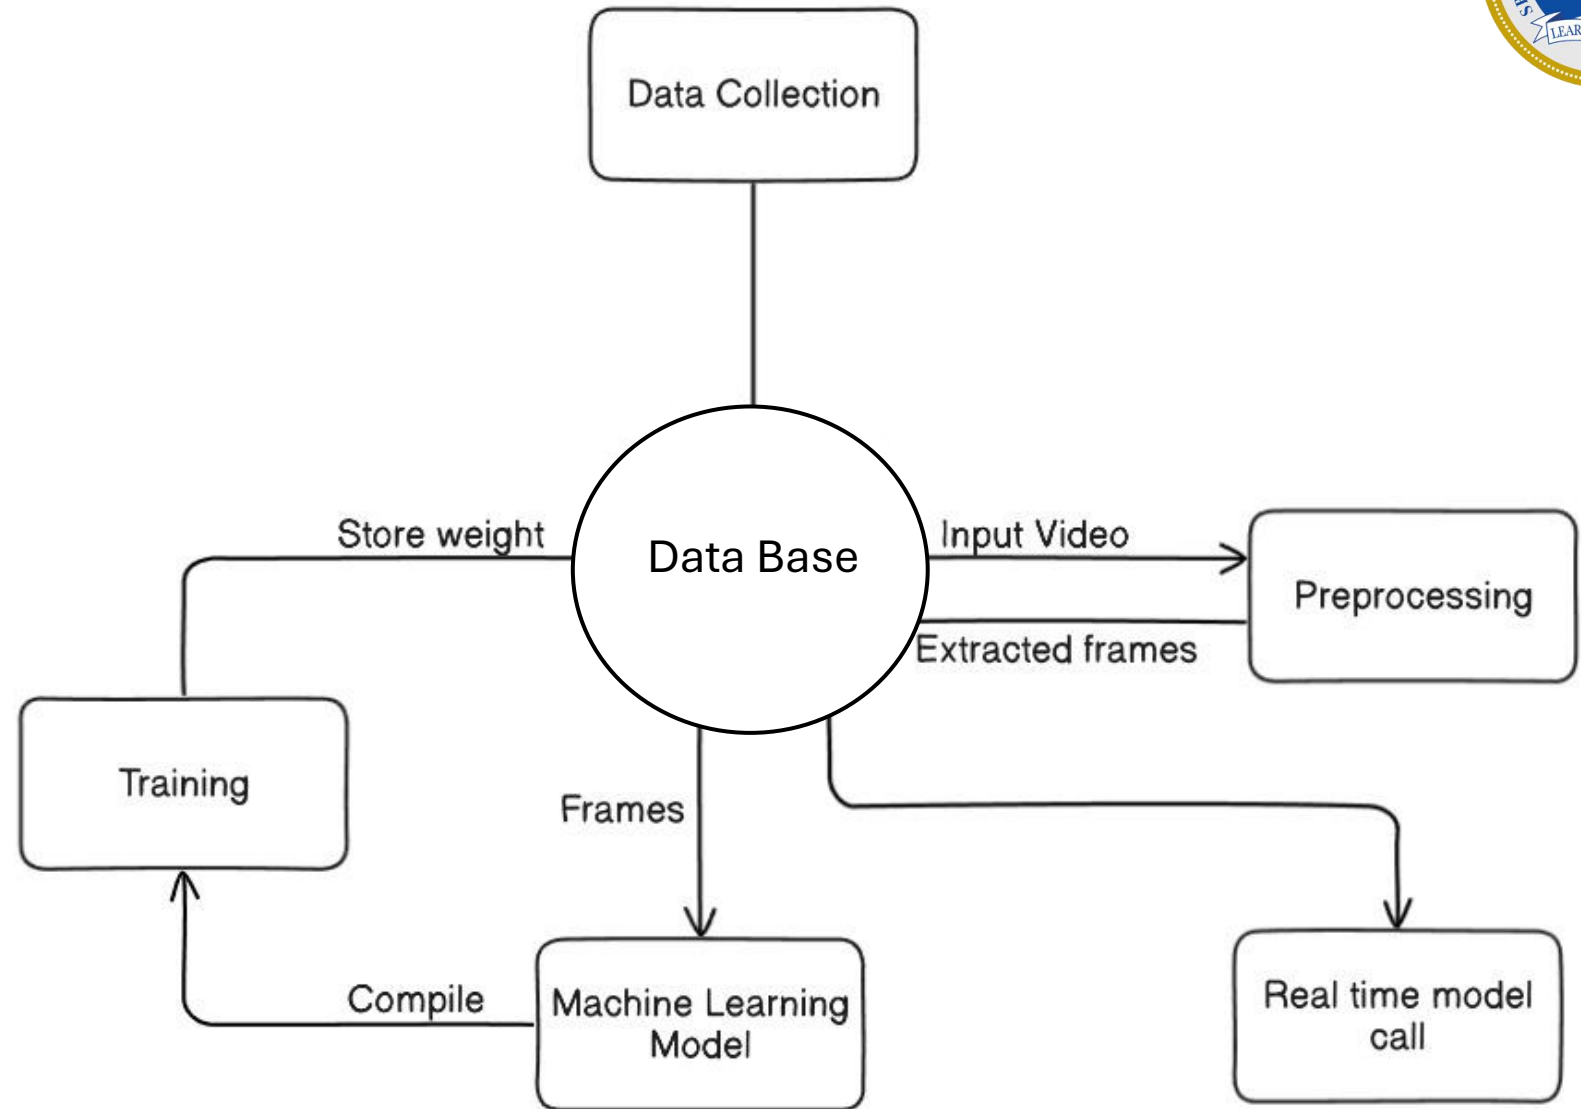 Data Collection
Store weight
Data Base
Input Video
Preprocessing
Extracted frames
Training
Frames
Compile
Machine Learning
Model
Real time model
call